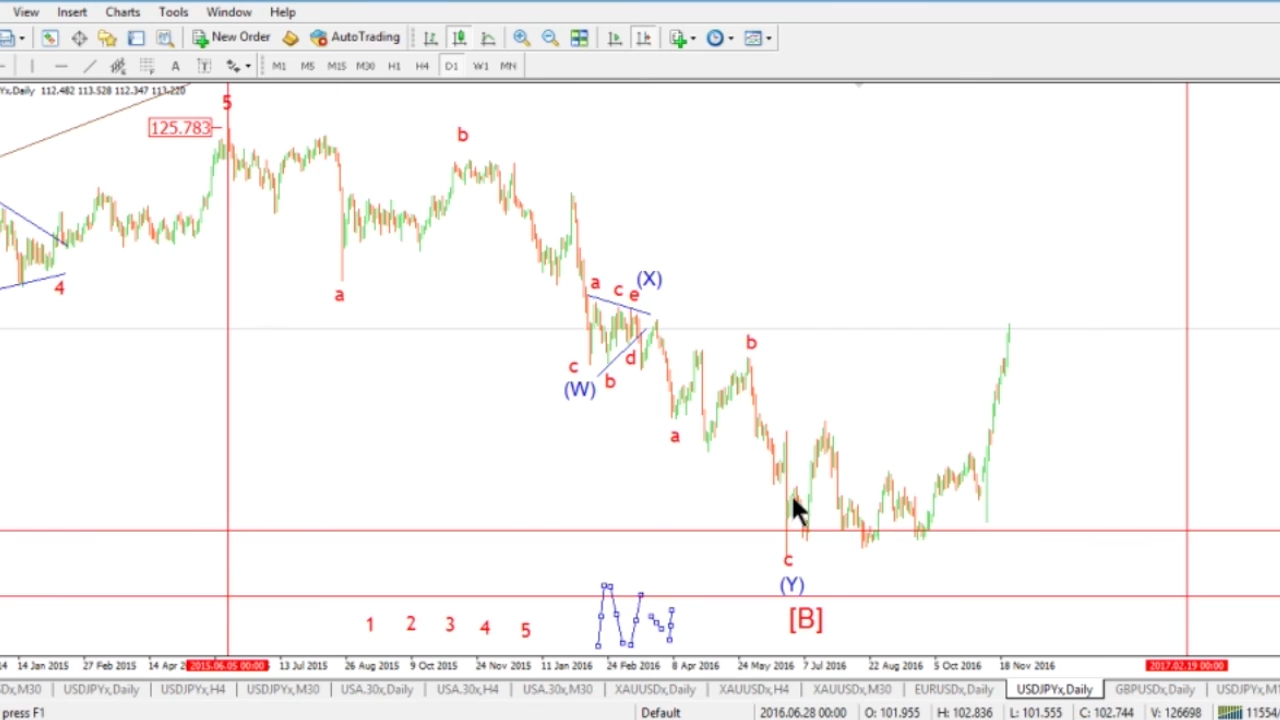 View Insert Charts Tools Window Help
New Order AutoTrading
A T M1 M5 M15 M30 H1 H4 D1 W1 MN
Yx,Daily 112.482 113.528 112.347 113.220
5
125.783
b
4
a
a c e (X)
c d
(W) b
b
a
c
(Y)
[B]
1 2 3 4 5
14 Jan 2015 27 Feb 2015 14 Apr 2 2015.06.05 00:00 13 Jul 2015 26 Aug 2015 9 Oct 2015 24 Nov 2015 11 Jan 2016 24 Feb 2016 8 Apr 2016 24 May 2016 7 Jul 2016 22 Aug 2016 5 Oct 2016 18 Nov 2016 2017.02.19 00:00
Dx,M30 USDJPYx,Daily USDJPYx,H4 USDJPYx,M30 USA.30x,Daily USA.30x,H4 USA.30x,M30 XAUUSDx,Daily XAUUSDx,H4 XAUUSDx,M30 EURUSDx,Daily USDJPYx,Daily GBPUSDx,Daily USDJPYx,M
press F1 Default 2016.06.28 00:00 O: 101.955 H: 102.836 L: 101.555 C: 102.744 V: 126698 11554